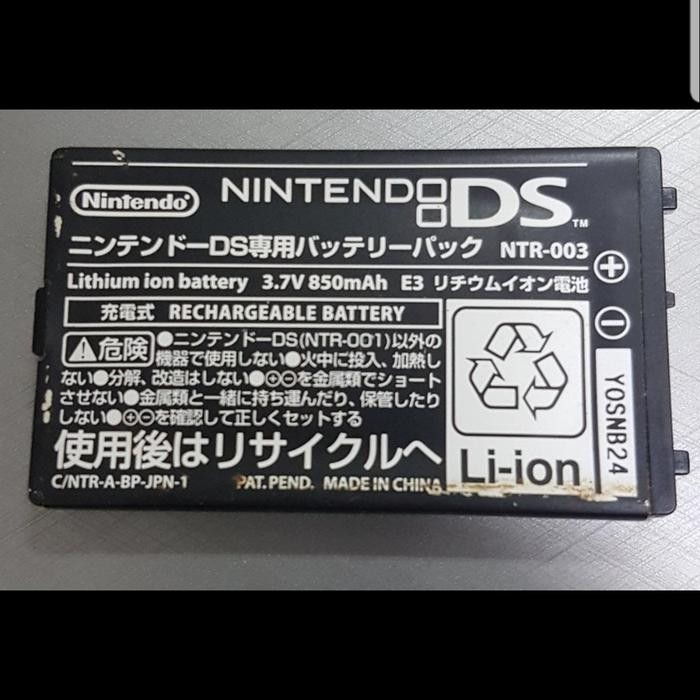 Nintendo NINTENDO DS TM
ニンテンドーDS専用バッテリーパック NTR-003
Lithium ion battery 3.7V 850mAh E3 リチウムイオン電池
充電式 RECHARGEABLE BATTERY
危険 ●ニンテンドーDS(NTR-001)以外の
機器で使用しない●火中に投入、加熱し
ない●分解、改造はしない●⊕⊖を金属類でショート
させない●金属類と一緒に持ち運んだり、保管したり
しない●⊕⊖を確認して正しくセットする
使用後はリサイクルへ
C/NTR-A-BP-JPN-1 PAT.PEND. MADE IN CHINA
Li-ion
+
−
YOSNB24